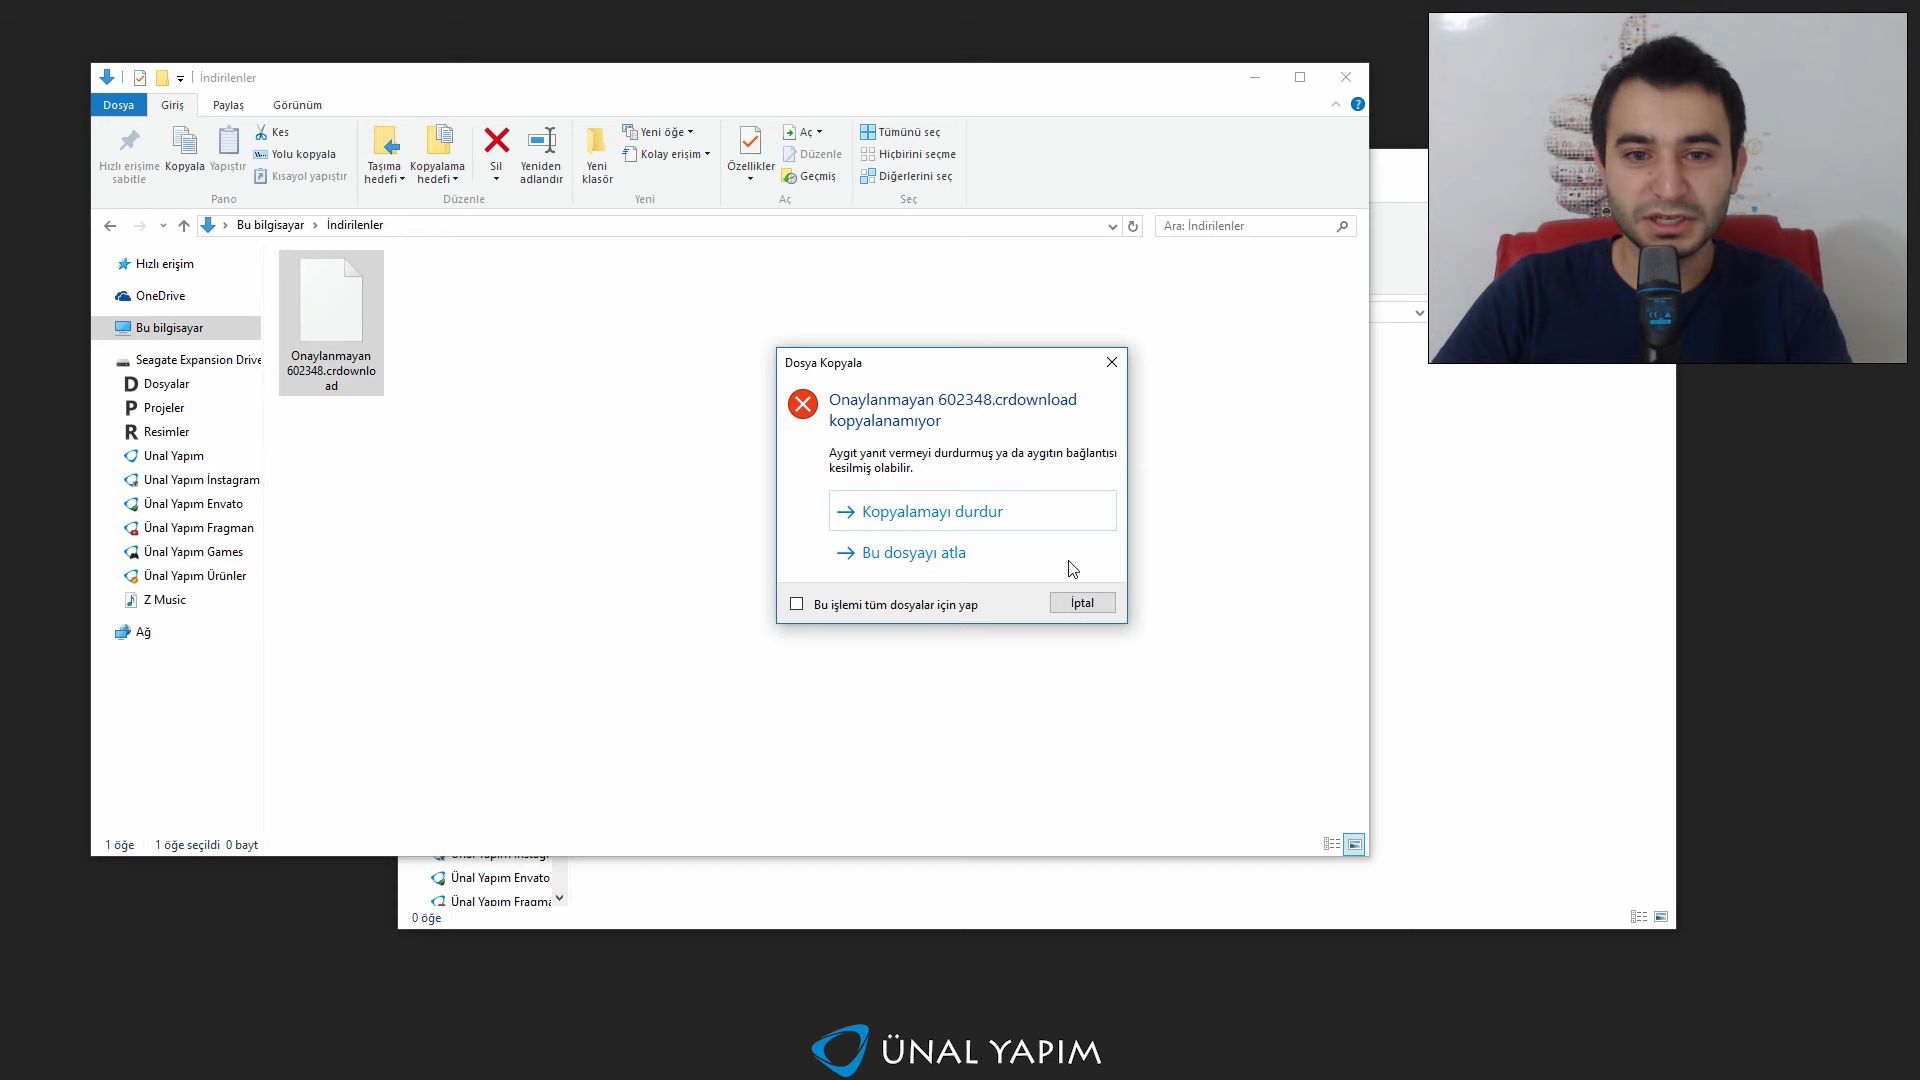 İndirilenler
Dosya
Giriş
Paylaş
Görünüm
Hızlı erişime
sabitle
Kopyala
Yapıştır
Kes
Yolu kopyala
Kısayol yapıştır
Pano
Taşıma
hedefi
Kopyalama
hedefi
Sil
Yeniden
adlandır
Düzenle
Yeni
klasör
Yeni öğe
Kolay erişim
Yeni
Özellikler
Aç
Düzenle
Geçmiş
Aç
Tümünü seç
Hiçbirini seçme
Diğerlerini seç
Seç
Bu bilgisayar
İndirilenler
Ara: İndirilenler
Hızlı erişim
OneDrive
Bu bilgisayar
Seagate Expansion Drive
D Dosyalar
P Projeler
R Resimler
Unal Yapım
Unal Yapım İnstagram
Ünal Yapım Envato
Ünal Yapım Fragman
Ünal Yapım Games
Ünal Yapım Ürünler
Z Music
Ağ
Onaylanmayan
602348.crdownlo
ad
Dosya Kopyala
Onaylanmayan 602348.crdownload
kopyalanamıyor
Aygıt yanıt vermeyi durdurmuş ya da aygıtın bağlantısı
kesilmiş olabilir.
Kopyalamayı durdur
Bu dosyayı atla
Bu işlemi tüm dosyalar için yap
İptal
1 öğe
1 öğe seçildi 0 bayt
Ünal Yapım Envato
Ünal Yapım Fragma
0 öğe
ÜNAL YAPIM